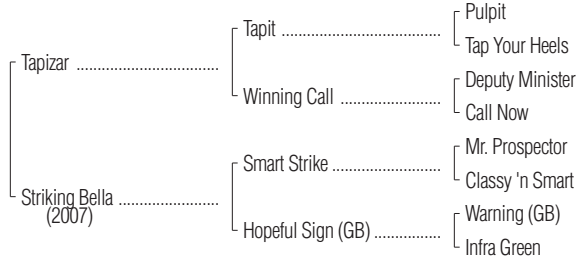 Pulpit
Tapit ........................................
Tap Your Heels
Tapizar ....................................
Deputy Minister
Winning Call .........................
Call Now
Mr. Prospector
Smart Strike ...........................
Classy 'n Smart
Striking Bella .........................
(2007)
Warning (GB)
Hopeful Sign (GB) .................
Infra Green